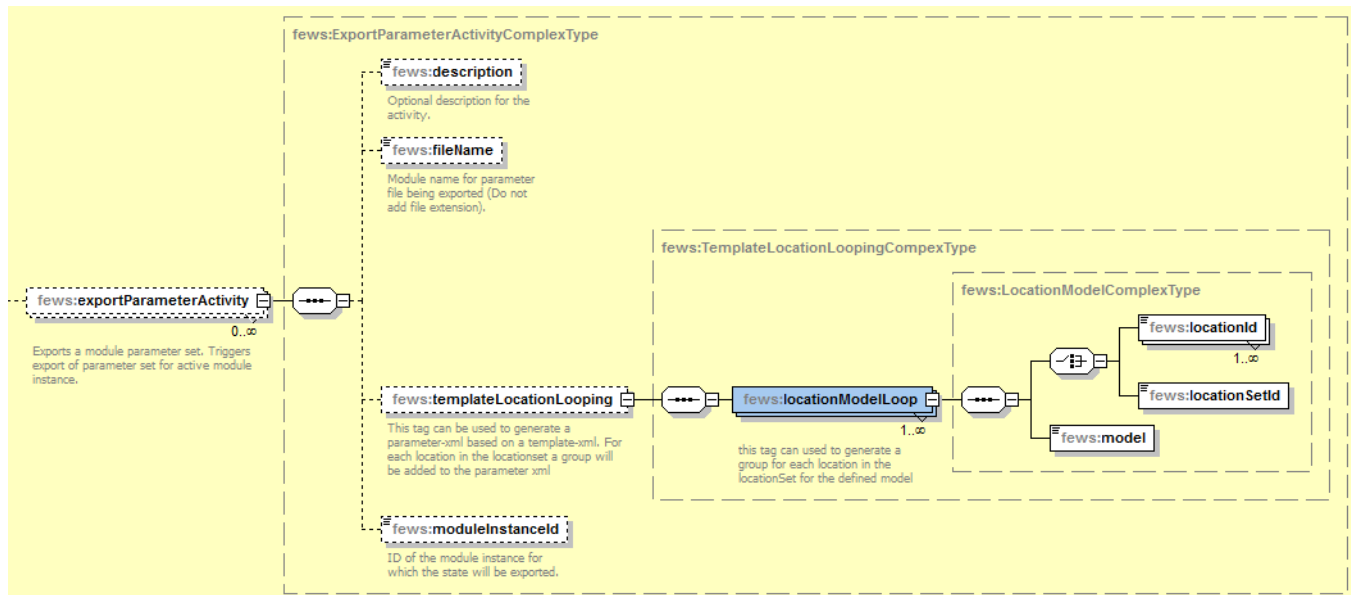 fews:ExportParameterActivityComplexType
fews:description
Optional description for the
activity.
fews:fileName
Module name for parameter
file being exported (Do not
add file extension).
fews:TemplateLocationLoopingCompexType
fews:LocationModelComplexType
fews:exportParameterActivity
0..∞
Exports a module parameter set. Triggers
export of parameter set for active module
instance.
fews:locationId
1..∞
fews:templateLocationLooping
This tag can be used to generate a
parameter-xml based on a template-xml. For
each location in the locationset a group will
be added to the parameter xml
fews:locationModelLoop
1..∞
this tag can used to generate a
group for each location in the
locationSet for the defined model
fews:locationSetId
fews:model
fews:moduleInstanceId
ID of the module instance for
which the state will be exported.